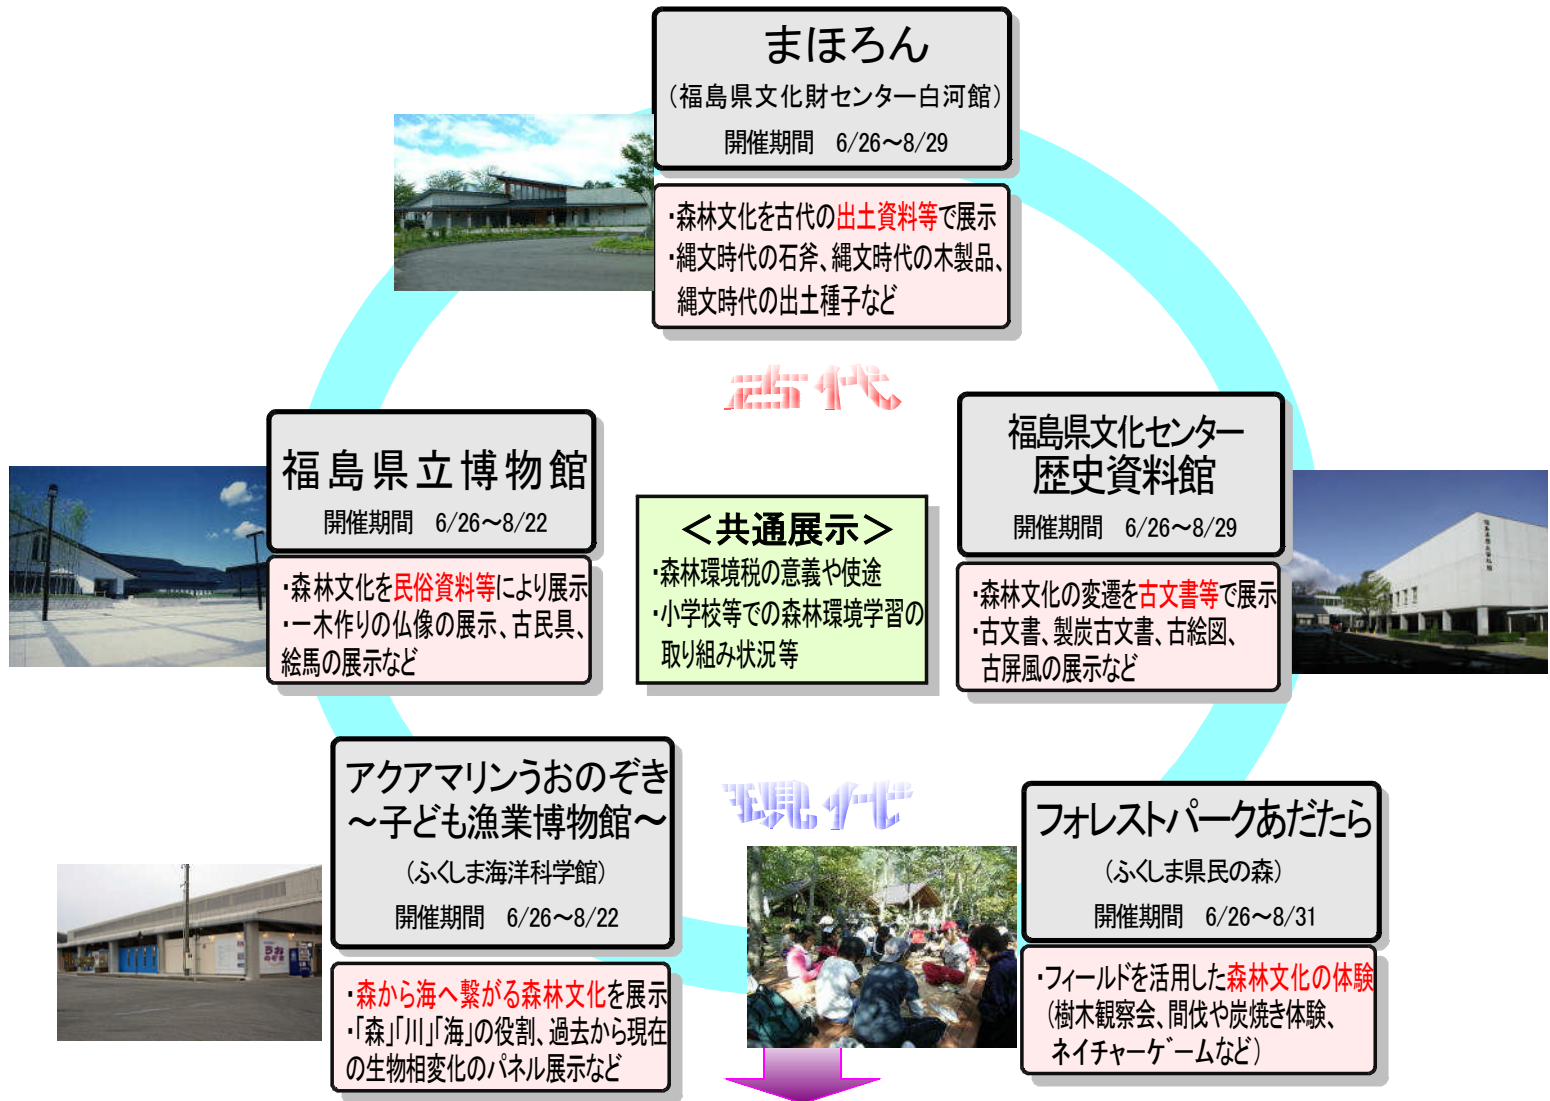 まほろん
（福島県文化財センター白河館）
開催期間　6/26～8/29
・森林文化を古代の出土資料等で展示
・縄文時代の石斧、縄文時代の木製品、
縄文時代の出土種子など
古代
福島県立博物館
開催期間　6/26～8/22
・森林文化を民俗資料等により展示
・一木作りの仏像の展示、古民具、
絵馬の展示など
＜共通展示＞
・森林環境税の意義や使途
・小学校等での森林環境学習の
取り組み状況等
福島県文化センター
歴史資料館
開催期間　6/26～8/29
・森林文化の変遷を古文書等で展示
・古文書、製炭古文書、古絵図、
古屏風の展示など
アクアマリンうおのぞき
～子ども漁業博物館～
（ふくしま海洋科学館）
開催期間　6/26～8/22
・森から海へ繋がる森林文化を展示
・「森」「川」「海」の役割、過去から現在
の生物相変化のパネル展示など
うお
のぞき
現代
フォレストパークあだたら
（ふくしま県民の森）
開催期間　6/26～8/31
・フィールドを活用した森林文化の体験
（樹木観察会、間伐や炭焼き体験、
ネイチャーゲームなど）